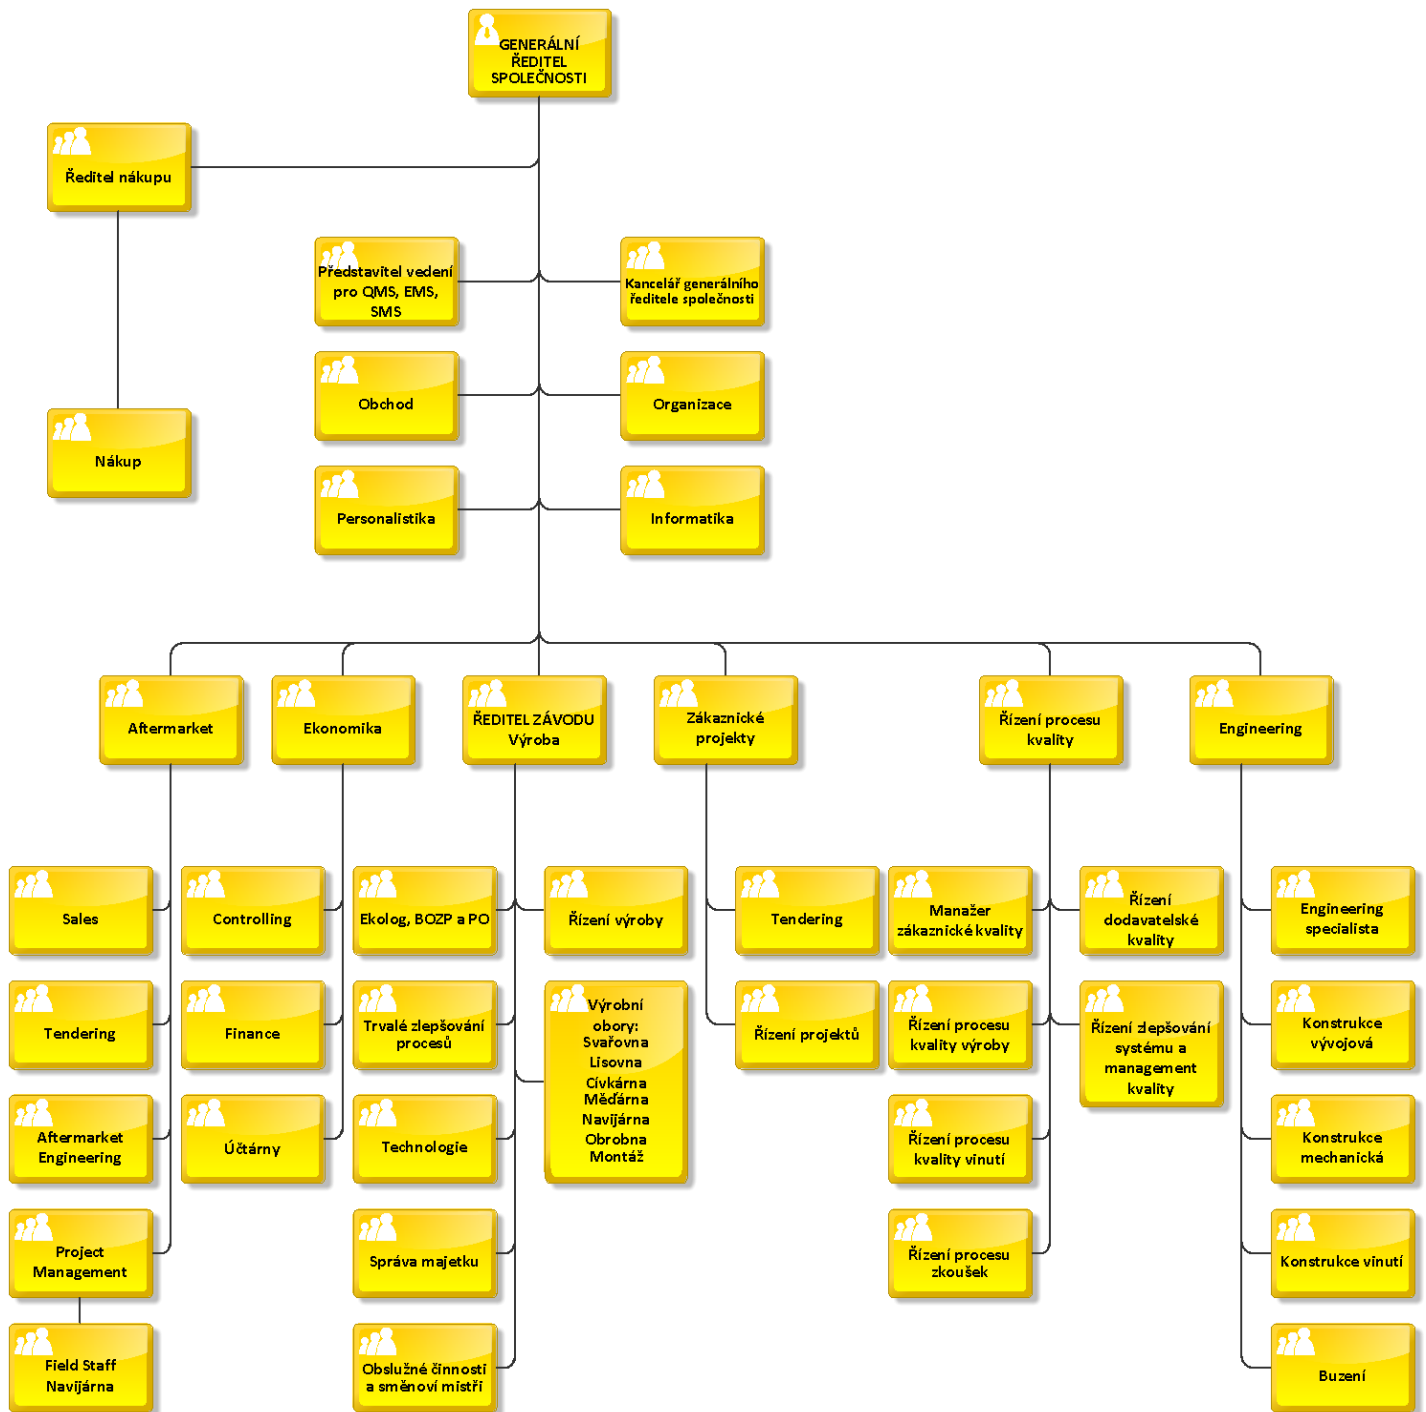 GENERÁLNÍ
ŘEDITEL
SPOLEČNOSTI
Ředitel nákupu
Nákup
Představitel vedení
pro QMS, EMS,
SMS
Kancelář generálního
ředitele společnosti
Obchod
Organizace
Personalistika
Informatika
Aftermarket
Ekonomika
ŘEDITEL ZÁVODU
Výroba
Zákaznické
projekty
Řízení procesu
kvality
Engineering
Sales
Controlling
Ekolog, BOZP a PO
Řízení výroby
Tendering
Manažer
zákaznické kvality
Řízení
dodavatelské
kvality
Engineering
specialista
Tendering
Finance
Trvalé zlepšování
procesů
Výrobní
obory:
Svařovna
Lisovna
Cívkárna
Měďárna
Navijárna
Obrobna
Montáž
Řízení projektů
Řízení procesu
kvality výroby
Řízení zlepšování
systému a
management
kvality
Konstrukce
vývojová
Aftermarket
Engineering
Účtárny
Technologie
Řízení procesu
kvality vinutí
Konstrukce
mechanická
Project
Management
Správa majetku
Řízení procesu
zkoušek
Konstrukce vinutí
Field Staff
Navijárna
Obslužné činnosti
a směnoví mistři
Buzení